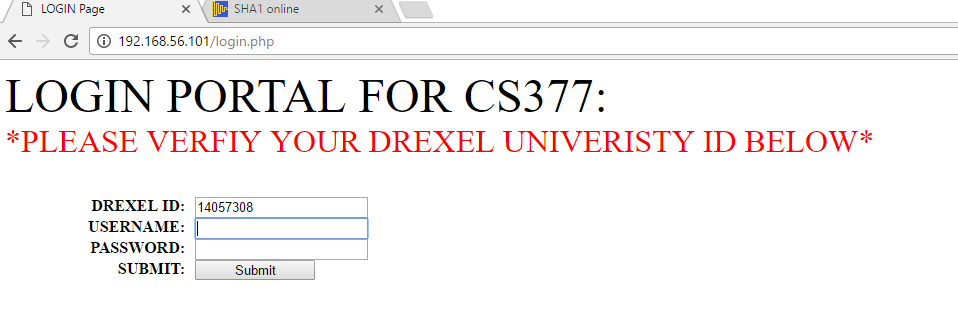 LOGIN Page
SHA1 online
192.168.56.101/login.php
LOGIN PORTAL FOR CS377:
*PLEASE VERFIY YOUR DREXEL UNIVERISTY ID BELOW*
DREXEL ID: 14057308
USERNAME:
PASSWORD:
SUBMIT: Submit